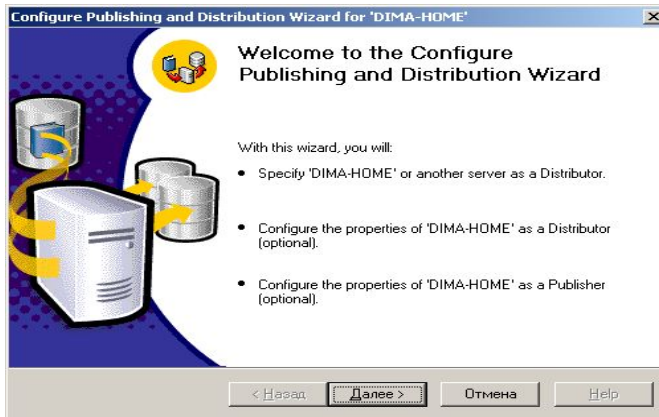 Configure Publishing and Distribution Wizard for 'DIMA-HOME'
Welcome to the Configure
Publishing and Distribution Wizard
With this wizard, you will:
• Specify 'DIMA-HOME' or another server as a Distributor.
• Configure the properties of 'DIMA-HOME' as a Distributor
(optional).
• Configure the properties of 'DIMA-HOME' as a Publisher
(optional).
< Назад Далее > Отмена Help